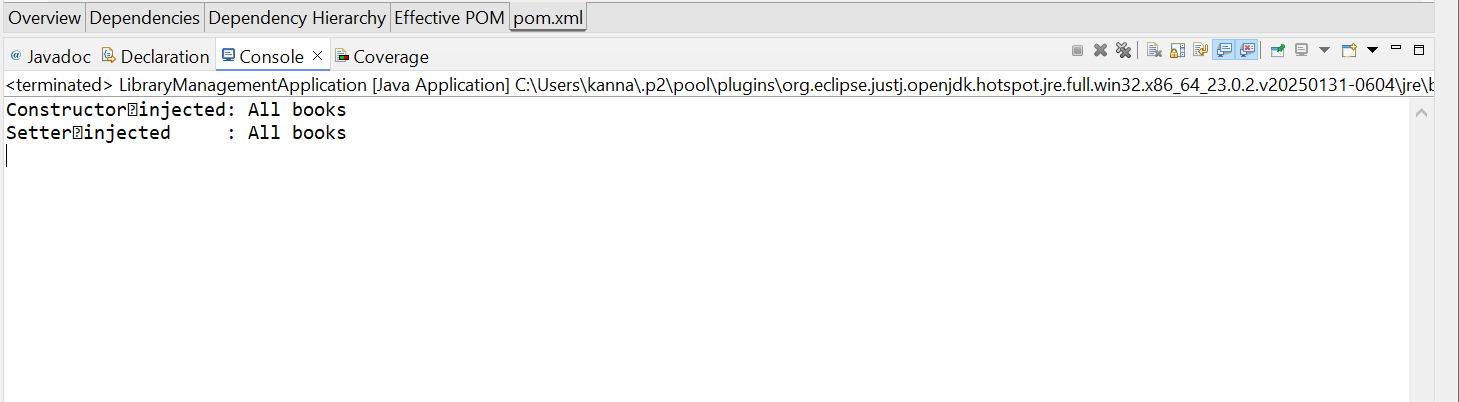 Overview Dependencies Dependency Hierarchy Effective POM pom.xml
@ Javadoc Declaration Console × Coverage
<terminated> LibraryManagementApplication [Java Application] C:\Users\kanna\.p2\pool\plugins\org.eclipse.justj.openjdk.hotspot.jre.full.win32.x86_64_23.0.2.v20250131-0604\jre\b
Constructor�injected: All books
Setter�injected     : All books